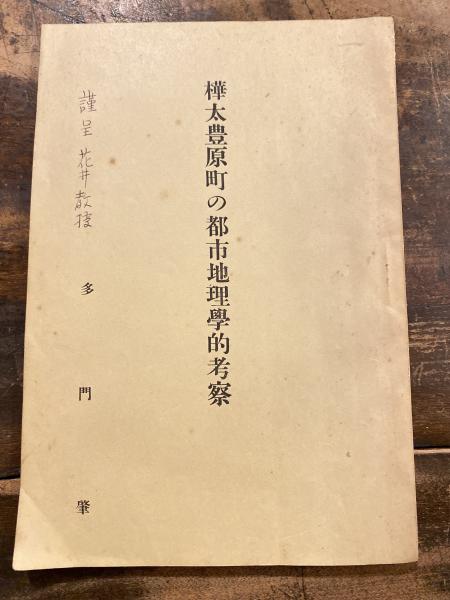 樺太豊原町の都市地理學的考察
謹呈 花井教授
多門肇